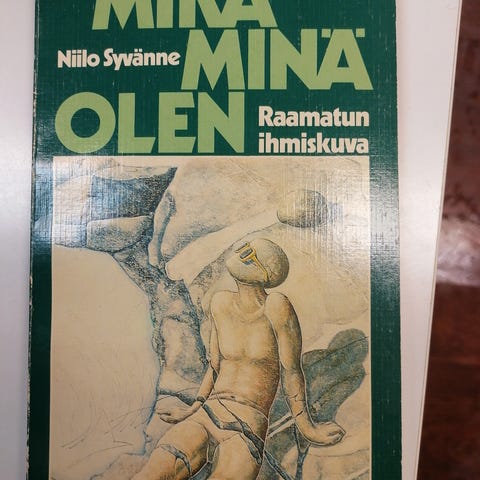 MIKÄ
Niilo Syvänne MINÄ
OLEN Raamatun
ihmiskuva